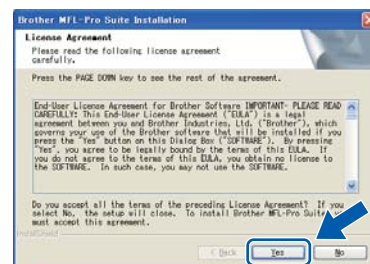 Brother MFL-Pro Suite Installation
License Agreement
Please read the following license agreement
carefully.
Press the PAGE DOWN key to see the rest of the agreement.
End-User License Agreement for Brother Software IMPORTANT- PLEASE READ
CAREFULLY: This End-User License Agreement ("EULA") is a legal
agreement between you and Brother Industries, Ltd. ("Brother"), which
governs your use of the Brother software that will be installed if you
press the "Yes" button on this Dialog Box ("SOFTWARE"). By pressing
"Yes", you agree to be legally bound by the terms of this EULA. If
you do not agree to the terms of this EULA, you obtain no license to
the SOFTWARE. In such case, you may not use the SOFTWARE.
Do you accept all the terms of the preceding License Agreement? If you
select No, the setup will close. To install Brother MFL-Pro Suite, you
must accept this agreement.
InstallShield
< Back
Yes
No